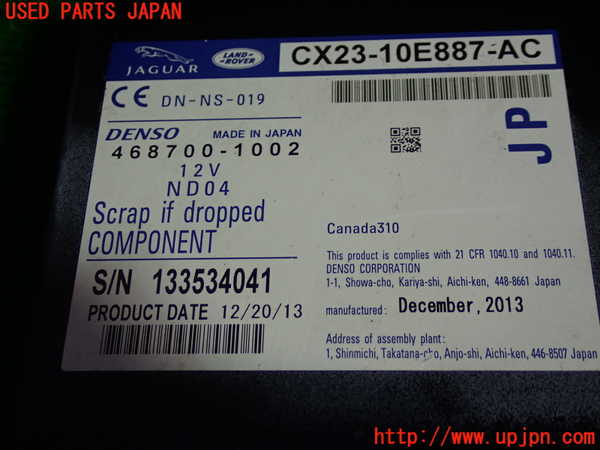 USED PARTS JAPAN
JAGUAR
LAND-
ROVER
CX23-10E887-AC
CE DN-NS-019
DENSO MADE IN JAPAN
468700-1002
12V
ND04
JP
Scrap if dropped
COMPONENT
S/N 133534041
PRODUCT DATE 12/20/13
Canada310
This product is complies with 21 CFR 1040.10 and 1040.11.
DENSO CORPORATION
1-1, Showa-cho, Kariya-shi, Aichi-ken, 448-8661 Japan
manufactured: December, 2013
Address of assembly plant:
1, Shinmichi, Takatana-cho, Anjo-shi, Aichi-ken, 446-8507 Japan
http://www.upjpn.com/